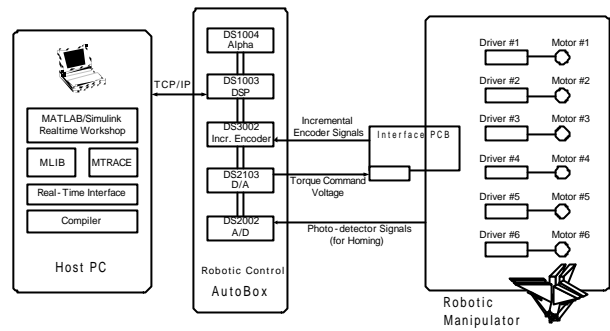 MATLAB/Simulink
Realtime Workshop
MLIB
MTRACE
Real-Time Interface
Compiler
Host PC
TCP/IP
DS1004
Alpha
DS1003
DSP
DS3002
Incr. Encoder
DS2103
D/A
DS2002
A/D
Robotic Control
AutoBox
Incremental
Encoder Signals
Interface PCB
Torque Command
Voltage
Photo-detector Signals
(for Homing)
Driver #1
Motor #1
Driver #2
Motor #2
Driver #3
Motor #3
Driver #4
Motor #4
Driver #5
Motor #5
Driver #6
Motor #6
Robotic
Manipulator